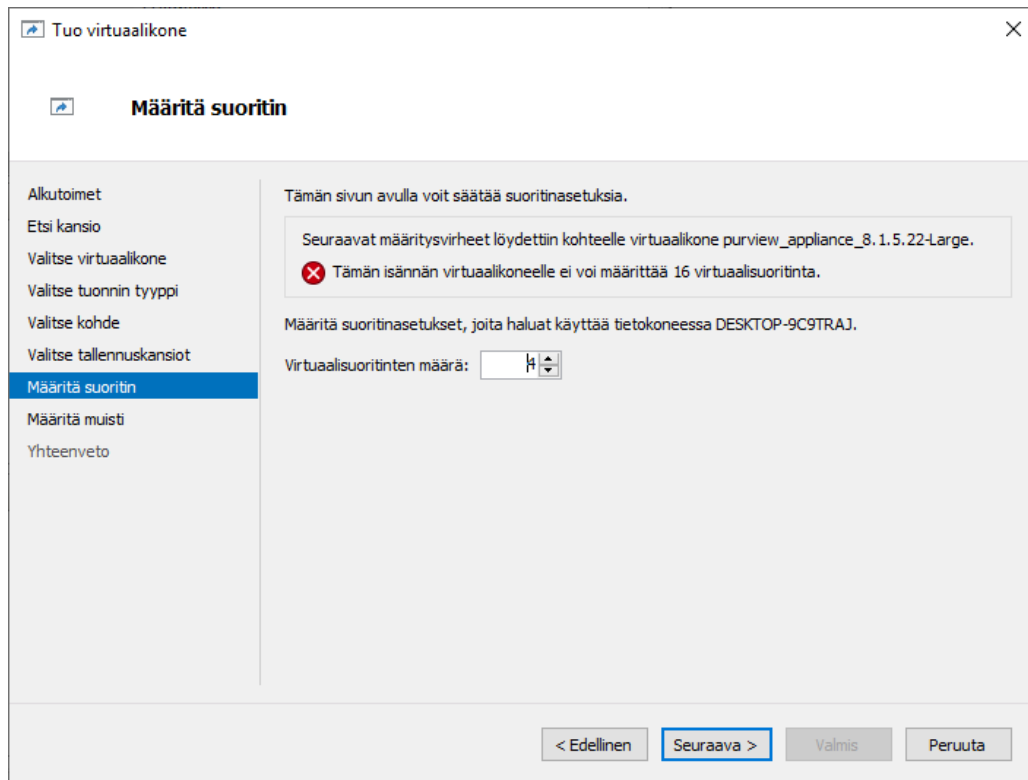 Tuo virtuaalikone
Määritä suoritin
Alkutoimet
Etsi kansio
Valitse virtuaalikone
Valitse tuonnin tyyppi
Valitse kohde
Valitse tallennuskansiot
Määritä suoritin
Määritä muisti
Yhteenveto
Tämän sivun avulla voit säätää suoritinasetuksia.
Seuraavat määritysvirheet löydettiin kohteelle virtuaalikone purview_appliance_8.1.5.22-Large.
Tämän isännän virtuaalikoneelle ei voi määrittää 16 virtuaalisuoritinta.
Määritä suoritinasetukset, joita haluat käyttää tietokoneessa DESKTOP-9C9TRAJ.
Virtuaalisuoritinten määrä: 4
< Edellinen Seuraava > Valmis Peruuta